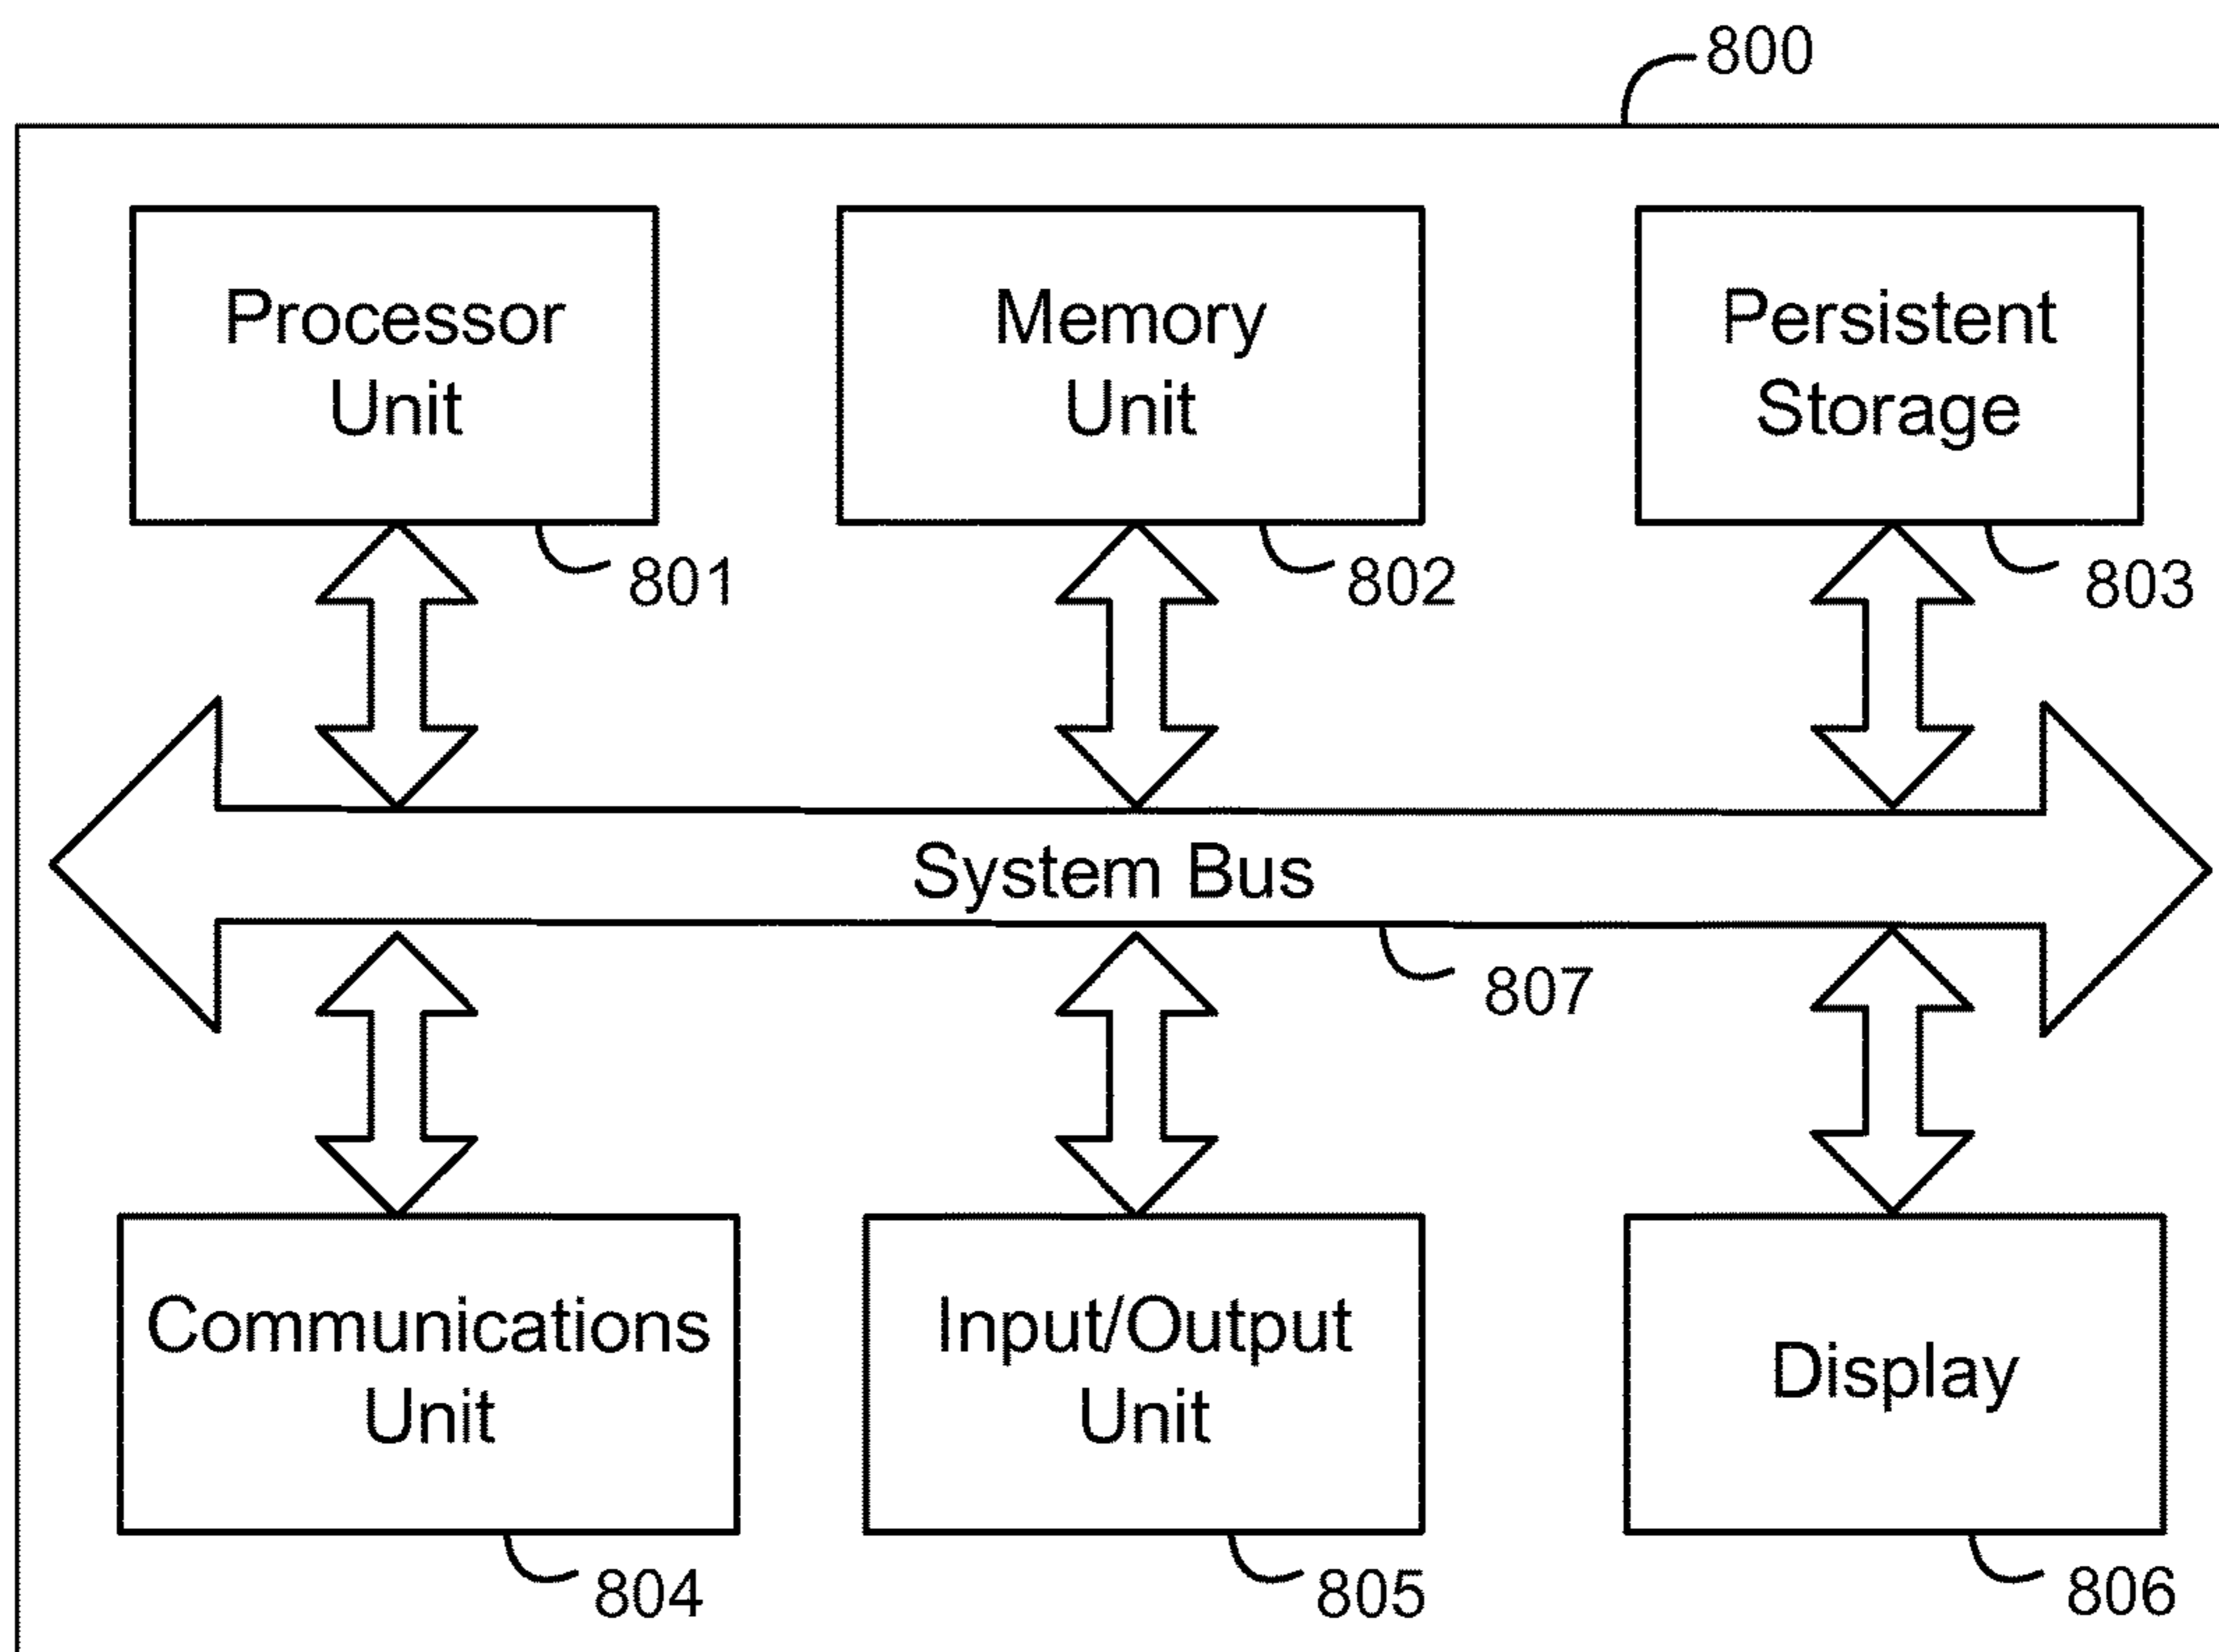 800
Processor
Unit
Memory
Unit
Persistent
Storage
801
802
803
System Bus
807
Communications
Unit
Input/Output
Unit
Display
804
805
806